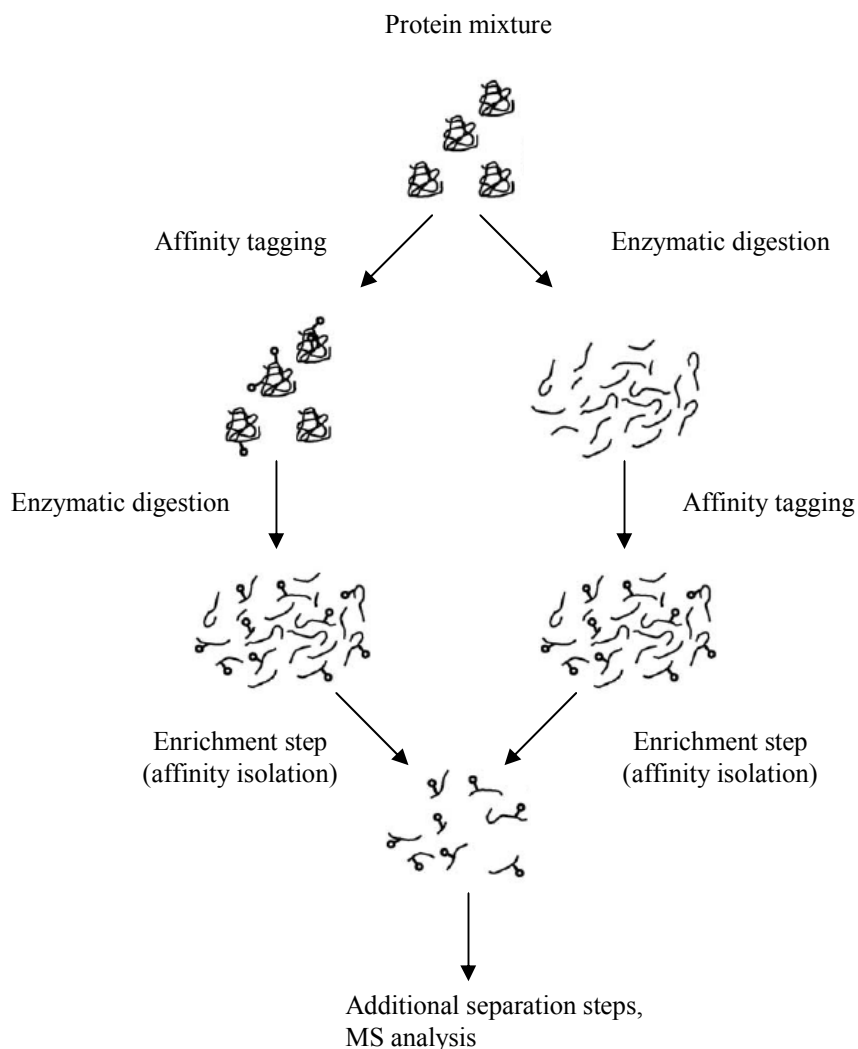 Protein mixture
Affinity tagging
Enzymatic digestion
Enzymatic digestion
Affinity tagging
Enrichment step
(affinity isolation)
Enrichment step
(affinity isolation)
Additional separation steps,
MS analysis